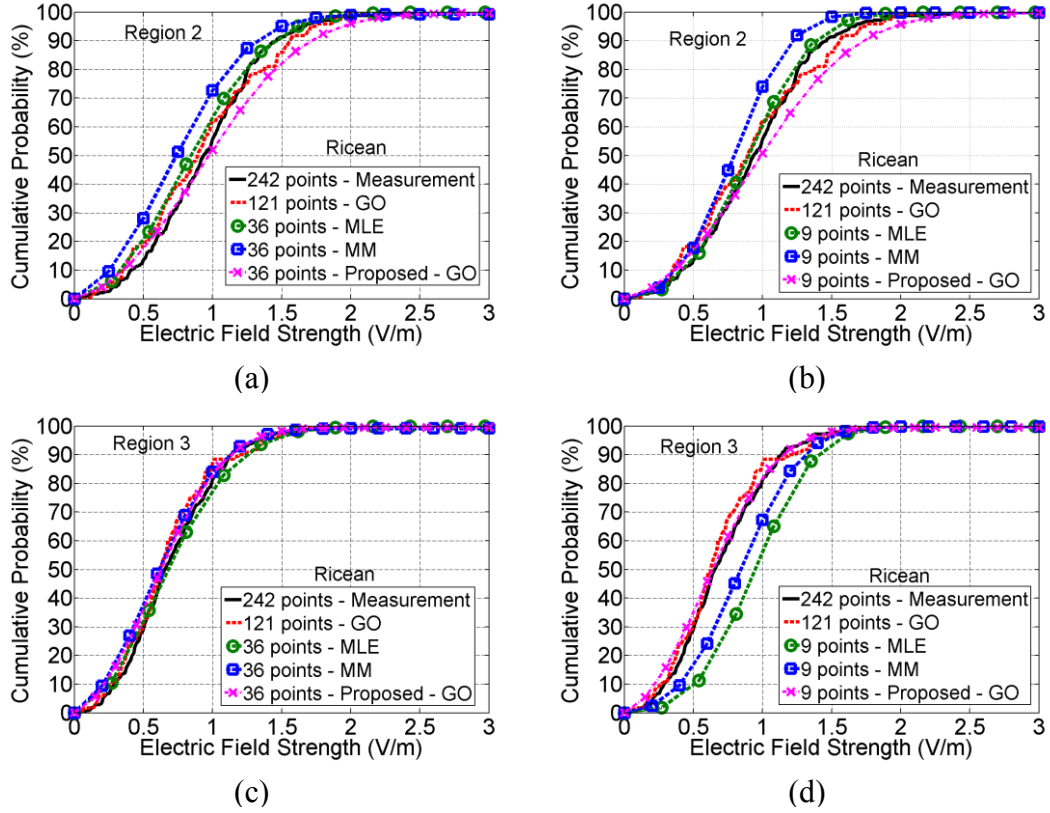 Cumulative Probability (%)
100
90
80
70
60
50
40
30
20
10
0
Region 2
Ricean
242 points - Measurement
121 points - GO
36 points - MLE
36 points - MM
36 points - Proposed - GO
0 0.5 1 1.5 2 2.5 3
Electric Field Strength (V/m)
(a)
Cumulative Probability (%)
100
90
80
70
60
50
40
30
20
10
0
Region 2
Ricean
242 points - Measurement
121 points - GO
9 points - MLE
9 points - MM
9 points - Proposed - GO
0 0.5 1 1.5 2 2.5 3
Electric Field Strength (V/m)
(b)
Cumulative Probability (%)
100
90
80
70
60
50
40
30
20
10
0
Region 3
Ricean
242 points - Measurement
121 points - GO
36 points - MLE
36 points - MM
36 points - Proposed - GO
0 0.5 1 1.5 2 2.5 3
Electric Field Strength (V/m)
(c)
Cumulative Probability (%)
100
90
80
70
60
50
40
30
20
10
0
Region 3
Ricean
242 points - Measurement
121 points - GO
9 points - MLE
9 points - MM
9 points - Proposed - GO
0 0.5 1 1.5 2 2.5 3
Electric Field Strength (V/m)
(d)